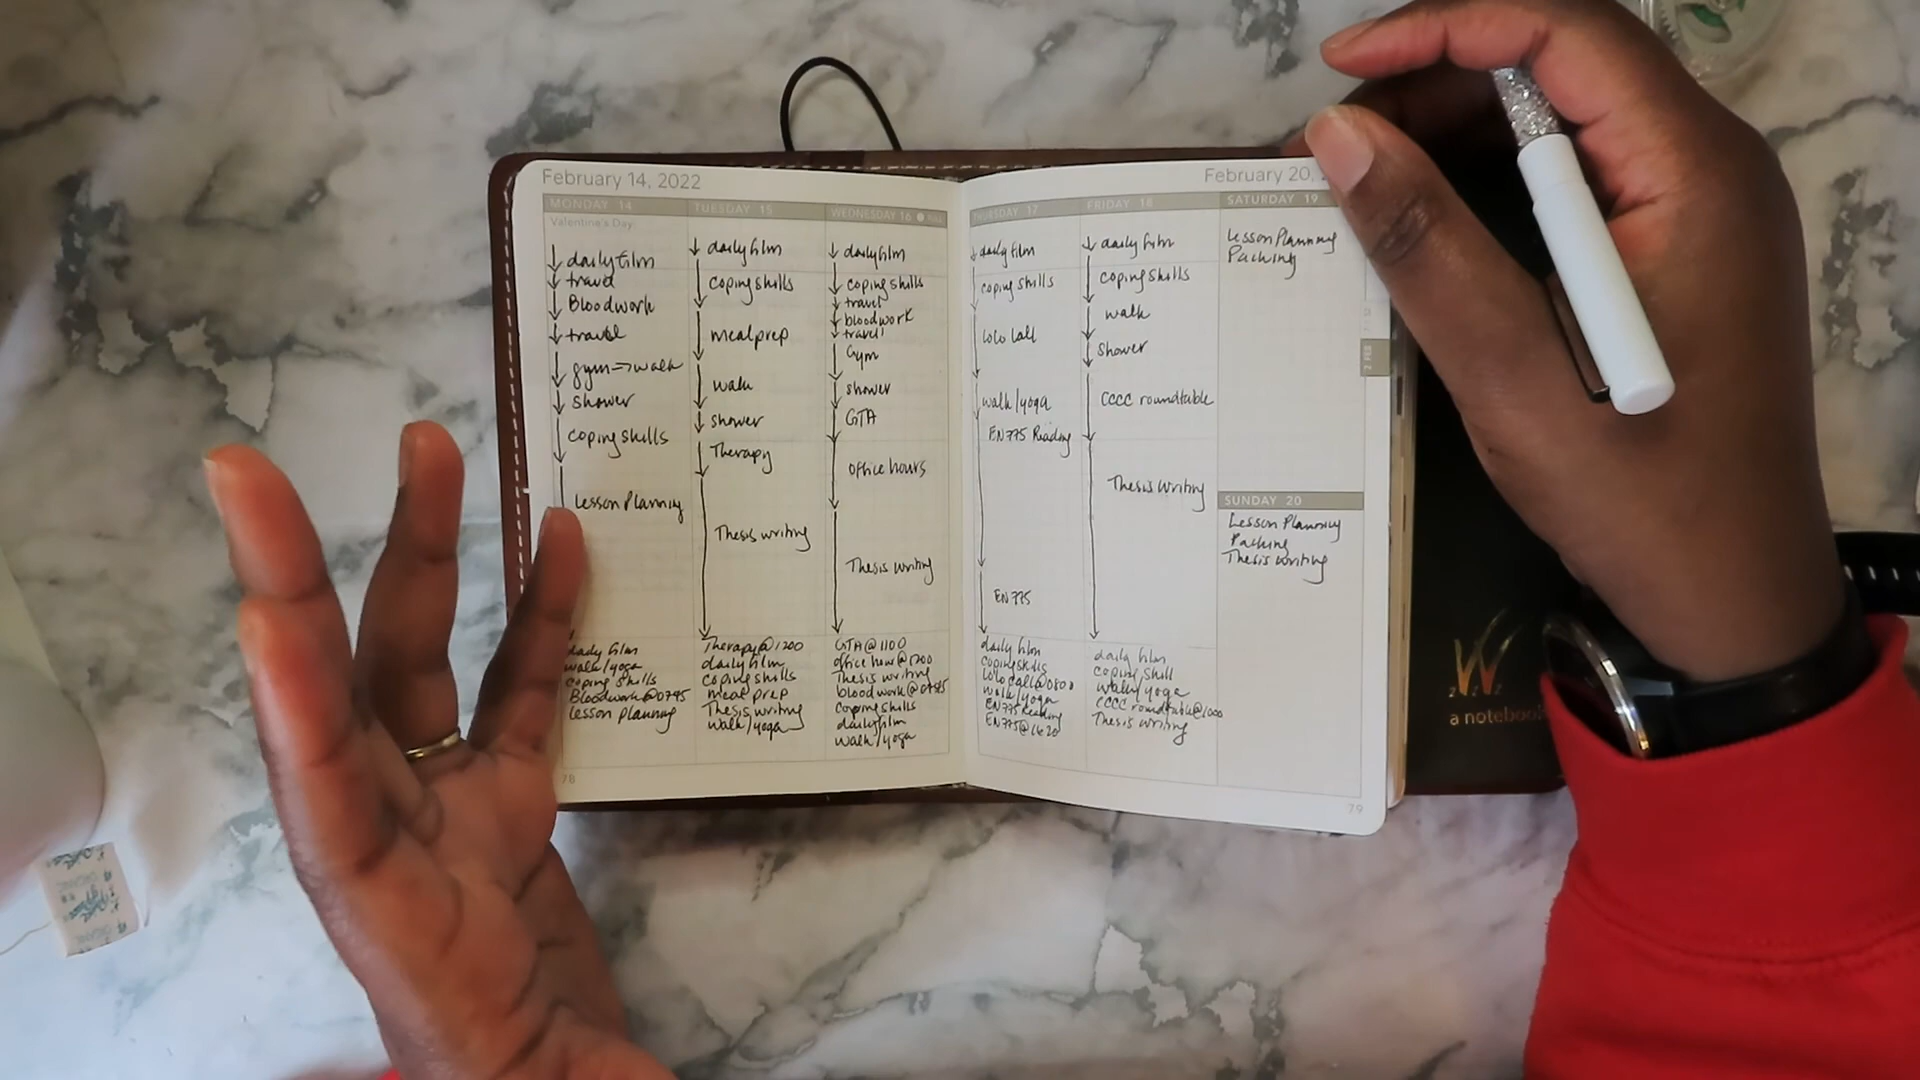 February 14, 2022
MONDAY 14
Valentine's Day
daily film
travel
Bloodwork
travel
gym->walk
shower
coping skills
lesson planning
daily film
walk/yoga
coping skills
Bloodwork@0745
lesson planning
TUESDAY 15
daily film
coping skills
meal prep
walk
shower
Therapy
Thesis writing
Therapy@1200
daily film
coping skills
meal prep
Thesis writing
walk/yoga
WEDNESDAY 16
daily film
coping skills
travel
bloodwork
travel
Gym
shower
GTA
office hours
Thesis writing
GTA@1100
office hour@1200
Thesis writing
bloodwork@0745
Coping skills
daily film
walk/yoga
78
February 20,
THURSDAY 17
daily film
coping skills
LoLo call
walk/yoga
EN775 Reading
EN775
daily film
coping skills
LoLo call@0800
walk/yoga
EN775 Reading
EN775@1620
FRIDAY 18
daily film
coping skills
walk
shower
CCCC roundtable
Thesis Writing
daily film
coping skill
walk/yoga
CCCC roundtable@1000
Thesis writing
SATURDAY 19
Lesson Planning
Packing
SUNDAY 20
Lesson Planning
Packing
Thesis writing
2 FEB
79
W
a notebook